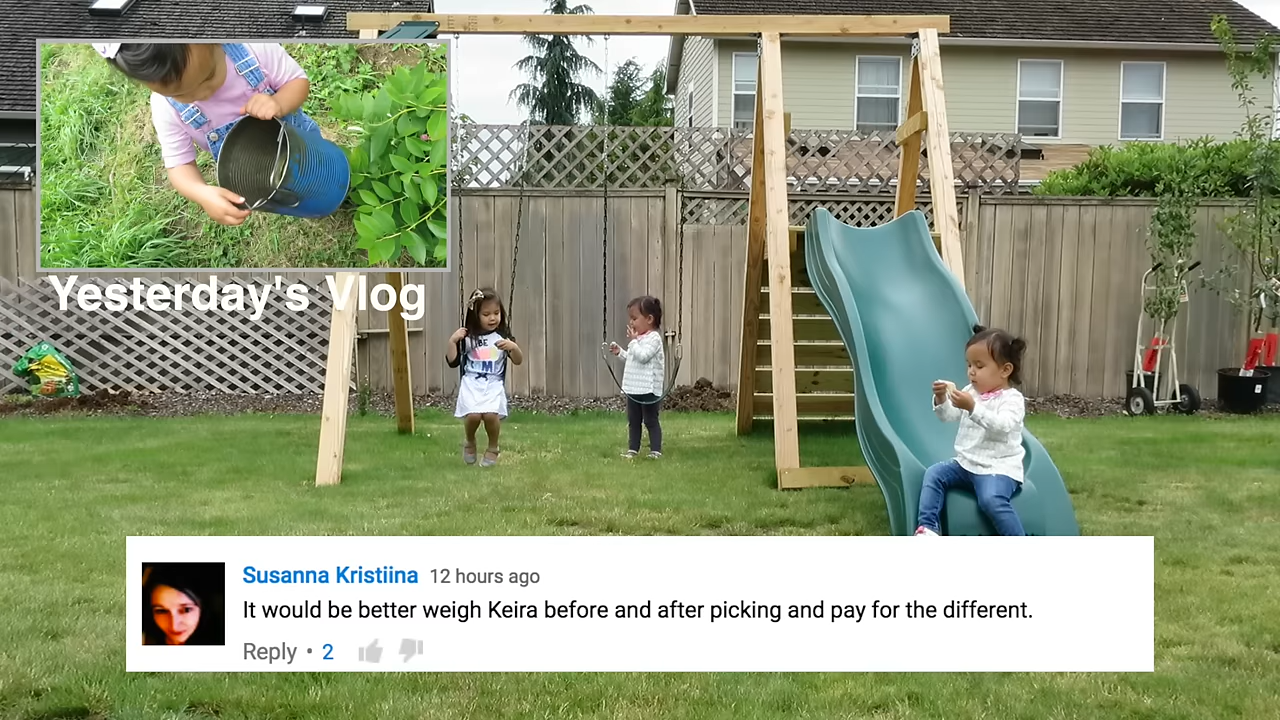 Yesterday's Vlog
Susanna Kristiina 12 hours ago
It would be better weigh Keira before and after picking and pay for the different.
Reply • 2